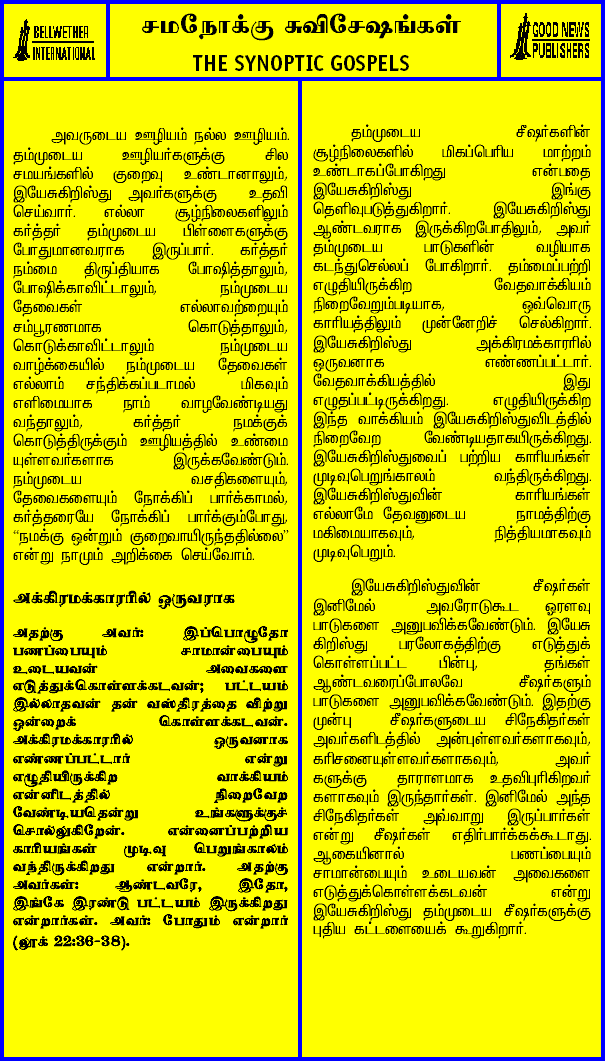 BELLWETHER
INTERNATIONAL
சமநோக்கு சுவிசேஷங்கள்
THE SYNOPTIC GOSPELS
GOOD NEWS
PUBLISHERS
அவருடைய ஊழியம் நல்ல ஊழியம்.
தம்முடைய ஊழியர்களுக்கு சில
சமயங்களில் குறைவு உண்டானாலும்,
இயேசுகிறிஸ்து அவர்களுக்கு உதவி
செய்வார். எல்லா சூழ்நிலைகளிலும்
கர்த்தர் தம்முடைய பிள்ளைகளுக்கு
போதுமானவராக இருப்பார். கர்த்தர்
நம்மை திருப்தியாக போஷித்தாலும்,
போஷிக்காவிட்டாலும், நம்முடைய
தேவைகள் எல்லாவற்றையும்
சம்பூரணமாக கொடுத்தாலும்,
கொடுக்காவிட்டாலும் நம்முடைய
வாழ்க்கையில் நம்முடைய தேவைகள்
எல்லாம் சந்திக்கப்படாமல் மிகவும்
எளிமையாக நாம் வாழவேண்டியது
வந்தாலும், கர்த்தர் நமக்குக்
கொடுத்திருக்கும் ஊழியத்தில் உண்மை
யுள்ளவர்களாக இருக்கவேண்டும்.
நம்முடைய வசதிகளையும்,
தேவைகளையும் நோக்கிப் பார்க்காமல்,
கர்த்தரையே நோக்கிப் பார்க்கும்போது,
“நமக்கு ஒன்றும் குறைவாயிருந்ததில்லை”
என்று நாமும் அறிக்கை செய்வோம்.
அக்கிரமக்காரரில் ஒருவராக
அதற்கு அவர்: இப்பொழுதோ
பணப்பையும் சாமான்பையும்
உடையவன் அவைகளை
எடுத்துக்கொள்ளக்கடவன்; பட்டயம்
இல்லாதவன் தன் வஸ்திரத்தை விற்று
ஒன்றைக் கொள்ளக்கடவன்.
அக்கிரமக்காரரில் ஒருவனாக
எண்ணப்பட்டார் என்று
எழுதியிருக்கிற வாக்கியம்
என்னிடத்தில் நிறைவேற
வேண்டியதென்று உங்களுக்குச்
சொல்லுகிறேன். என்னைப்பற்றிய
காரியங்கள் முடிவு பெறுங்காலம்
வந்திருக்கிறது என்றார். அதற்கு
அவர்கள்: ஆண்டவரே, இதோ,
இங்கே இரண்டு பட்டயம் இருக்கிறது
என்றார்கள். அவர்: போதும் என்றார்
(லூக் 22:36-38).
தம்முடைய சீஷர்களின்
சூழ்நிலைகளில் மிகப்பெரிய மாற்றம்
உண்டாகப்போகிறது என்பதை
இயேசுகிறிஸ்து இங்கு
தெளிவுபடுத்துகிறார். இயேசுகிறிஸ்து
ஆண்டவராக இருக்கிறபோதிலும், அவர்
தம்முடைய பாடுகளின் வழியாக
கடந்துசெல்லப் போகிறார். தம்மைப்பற்றி
எழுதியிருக்கிற வேதவாக்கியம்
நிறைவேறும்படியாக, ஒவ்வொரு
காரியத்திலும் முன்னேறிச் செல்கிறார்.
இயேசுகிறிஸ்து அக்கிரமக்காரரில்
ஒருவனாக எண்ணப்பட்டார்.
வேதவாக்கியத்தில் இது
எழுதப்பட்டிருக்கிறது. எழுதியிருக்கிற
இந்த வாக்கியம் இயேசுகிறிஸ்துவிடத்தில்
நிறைவேற வேண்டியதாகயிருக்கிறது.
இயேசுகிறிஸ்துவைப் பற்றிய காரியங்கள்
முடிவுபெறுங்காலம் வந்திருக்கிறது.
இயேசுகிறிஸ்துவின் காரியங்கள்
எல்லாமே தேவனுடைய நாமத்திற்கு
மகிமையாகவும், நித்தியமாகவும்
முடிவுபெறும்.
இயேசுகிறிஸ்துவின் சீஷர்கள்
இனிமேல் அவரோடுகூட ஓரளவு
பாடுகளை அனுபவிக்கவேண்டும். இயேசு
கிறிஸ்து பரலோகத்திற்கு எடுத்துக்
கொள்ளப்பட்ட பின்பு, தங்கள்
ஆண்டவரைப்போலவே சீஷர்களும்
பாடுகளை அனுபவிக்கவேண்டும். இதற்கு
முன்பு சீஷர்களுடைய சிநேகிதர்கள்
அவர்களிடத்தில் அன்புள்ளவர்களாகவும்,
கரிசனையுள்ளவர்களாகவும், அவர்
களுக்கு தாராளமாக உதவிபுரிகிறவர்
களாகவும் இருந்தார்கள். இனிமேல் அந்த
சிநேகிதர்கள் அவ்வாறு இருப்பார்கள்
என்று சீஷர்கள் எதிர்பார்க்கக்கூடாது.
ஆகையினால் பணப்பையும்
சாமான்பையும் உடையவன் அவைகளை
எடுத்துக்கொள்ளக்கடவன் என்று
இயேசுகிறிஸ்து தம்முடைய சீஷர்களுக்கு
புதிய கட்டளையைக் கூறுகிறார்.